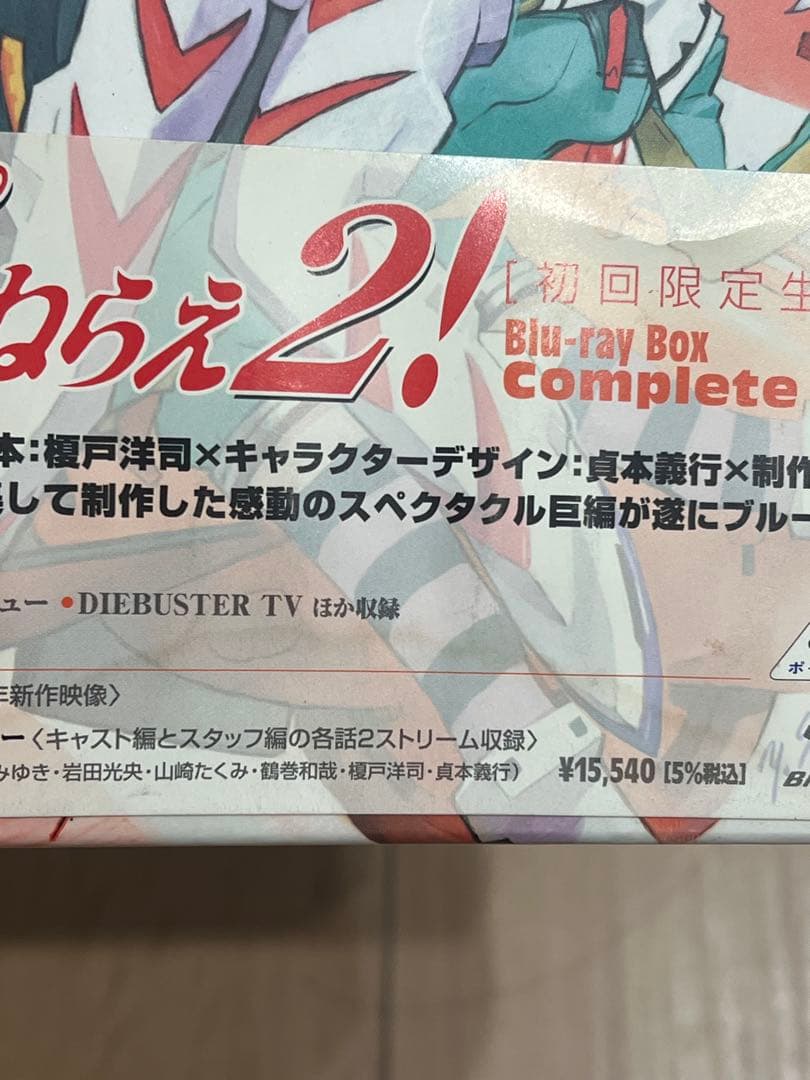 ねらえ2!
[初回限定生
Blu-ray Box
Complete
本:榎戸洋司×キャラクターデザイン:貞本義行×制作
して制作した感動のスペクタクル巨編が遂にブルー
ュー •DIEBUSTER TV ほか収録
新作映像〉
ー〈キャスト編とスタッフ編の各話2ストリーム収録〉
みゆき・岩田光央・山崎たくみ・鶴巻和哉・榎戸洋司・貞本義行) ¥15,540 [5%税込]